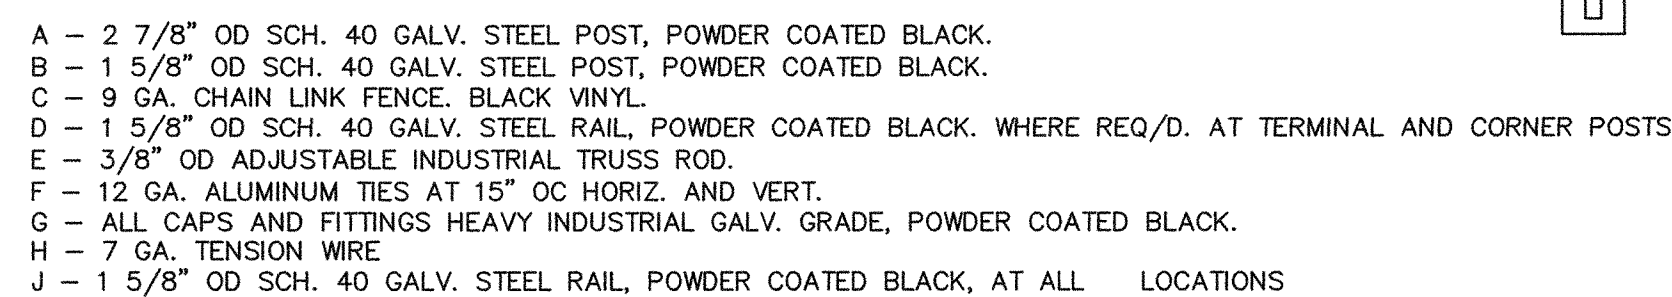 A – 2 7/8" OD SCH. 40 GALV. STEEL POST, POWDER COATED BLACK.
B – 1 5/8" OD SCH. 40 GALV. STEEL POST, POWDER COATED BLACK.
C – 9 GA. CHAIN LINK FENCE. BLACK VINYL.
D – 1 5/8" OD SCH. 40 GALV. STEEL RAIL, POWDER COATED BLACK. WHERE REQ/D. AT TERMINAL AND CORNER POSTS
E – 3/8" OD ADJUSTABLE INDUSTRIAL TRUSS ROD.
F – 12 GA. ALUMINUM TIES AT 15" OC HORIZ. AND VERT.
G – ALL CAPS AND FITTINGS HEAVY INDUSTRIAL GALV. GRADE, POWDER COATED BLACK.
H – 7 GA. TENSION WIRE
J – 1 5/8" OD SCH. 40 GALV. STEEL RAIL, POWDER COATED BLACK, AT ALL LOCATIONS